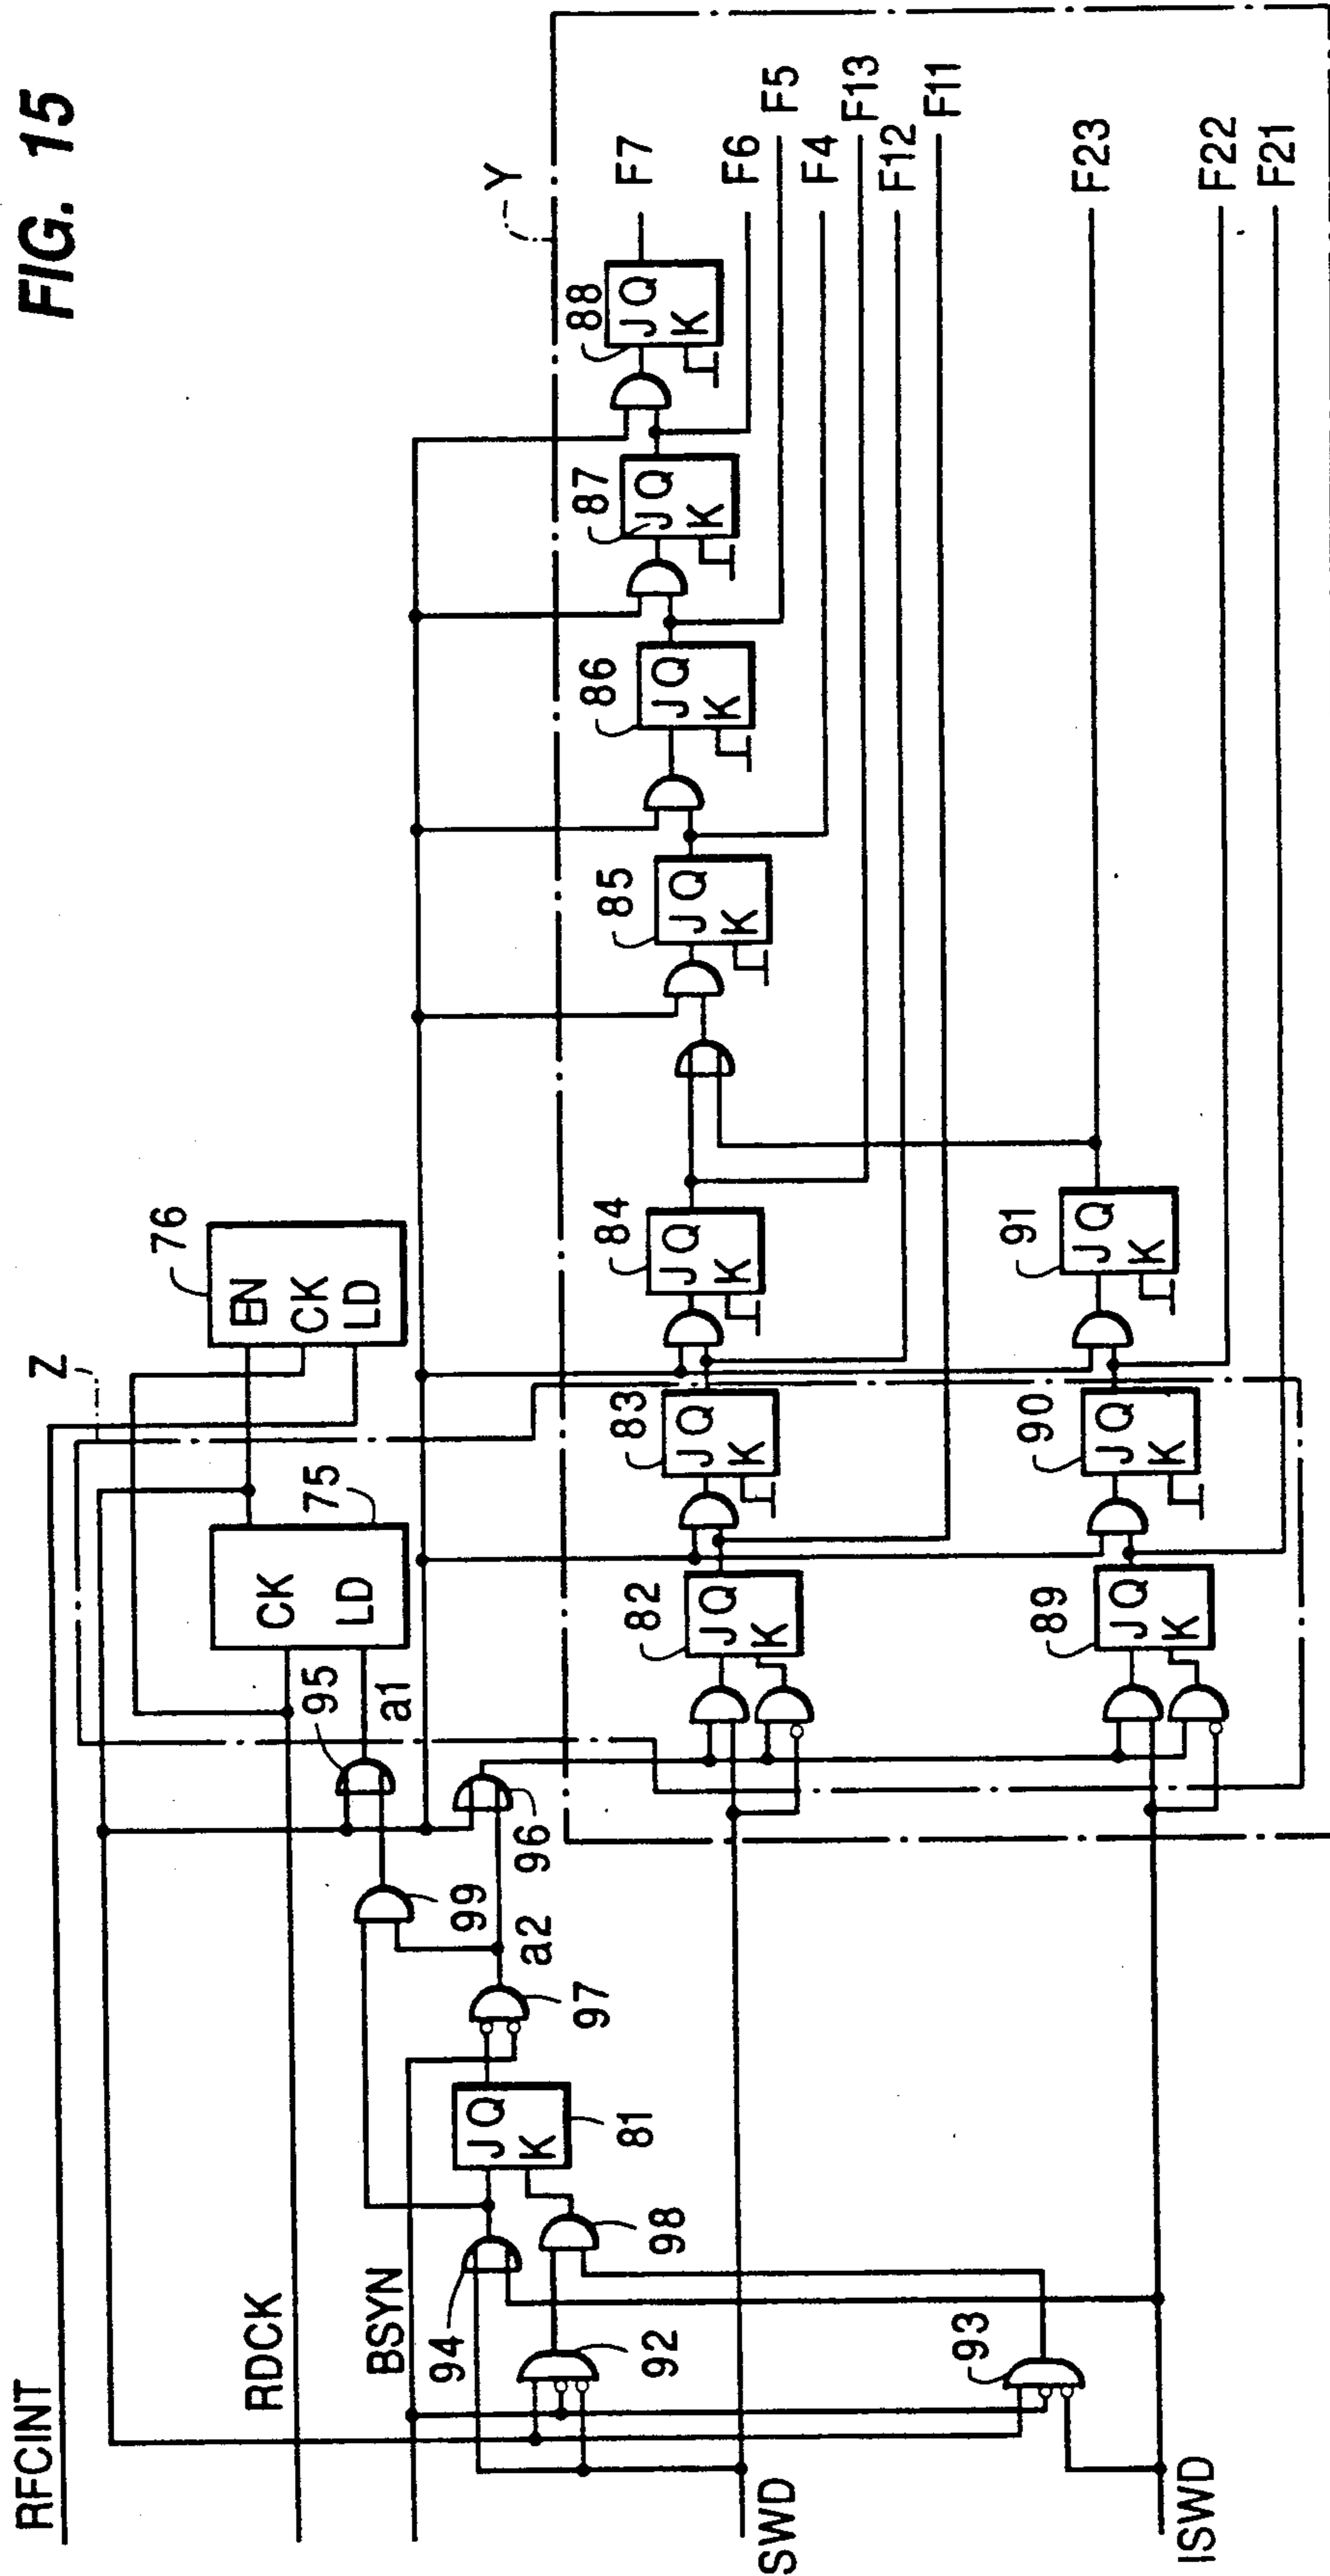 FIG. 15
RFCINT
RDCK
BSYN
SWD
ISWD
Z
Y
76
EN
CK
LD
75
CK
LD
95
a1
96
99
a2
97
94
J Q
K
81
98
92
93
82
J Q
K
83
J Q
K
84
J Q
K
85
J Q
K
86
J Q
K
87
J Q
K
88
J Q
K
89
J Q
K
90
J Q
K
91
J Q
K
F7
F6
F5
F4
F13
F12
F11
F23
F22
F21